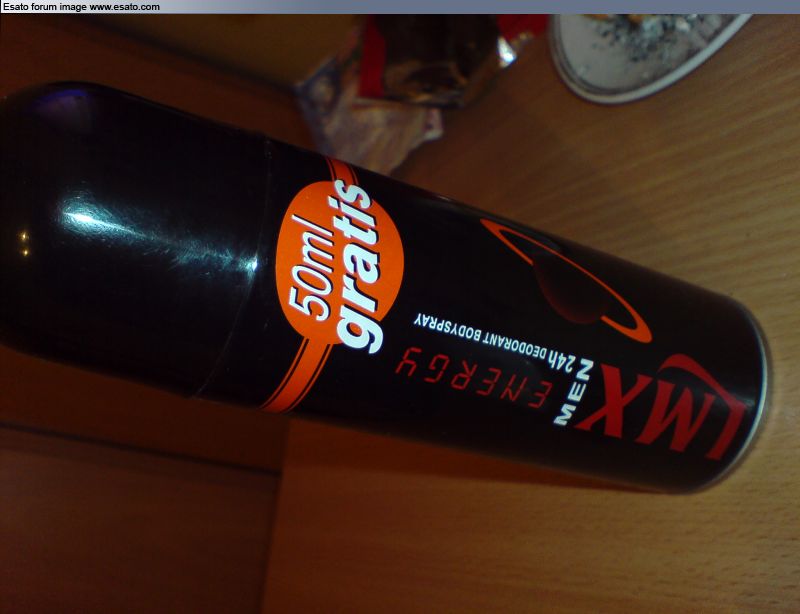 Esato forum image www.esato.com
50ml
gratis
LMX
MEN
ENERGY
24h DEODORANT BODYSPRAY